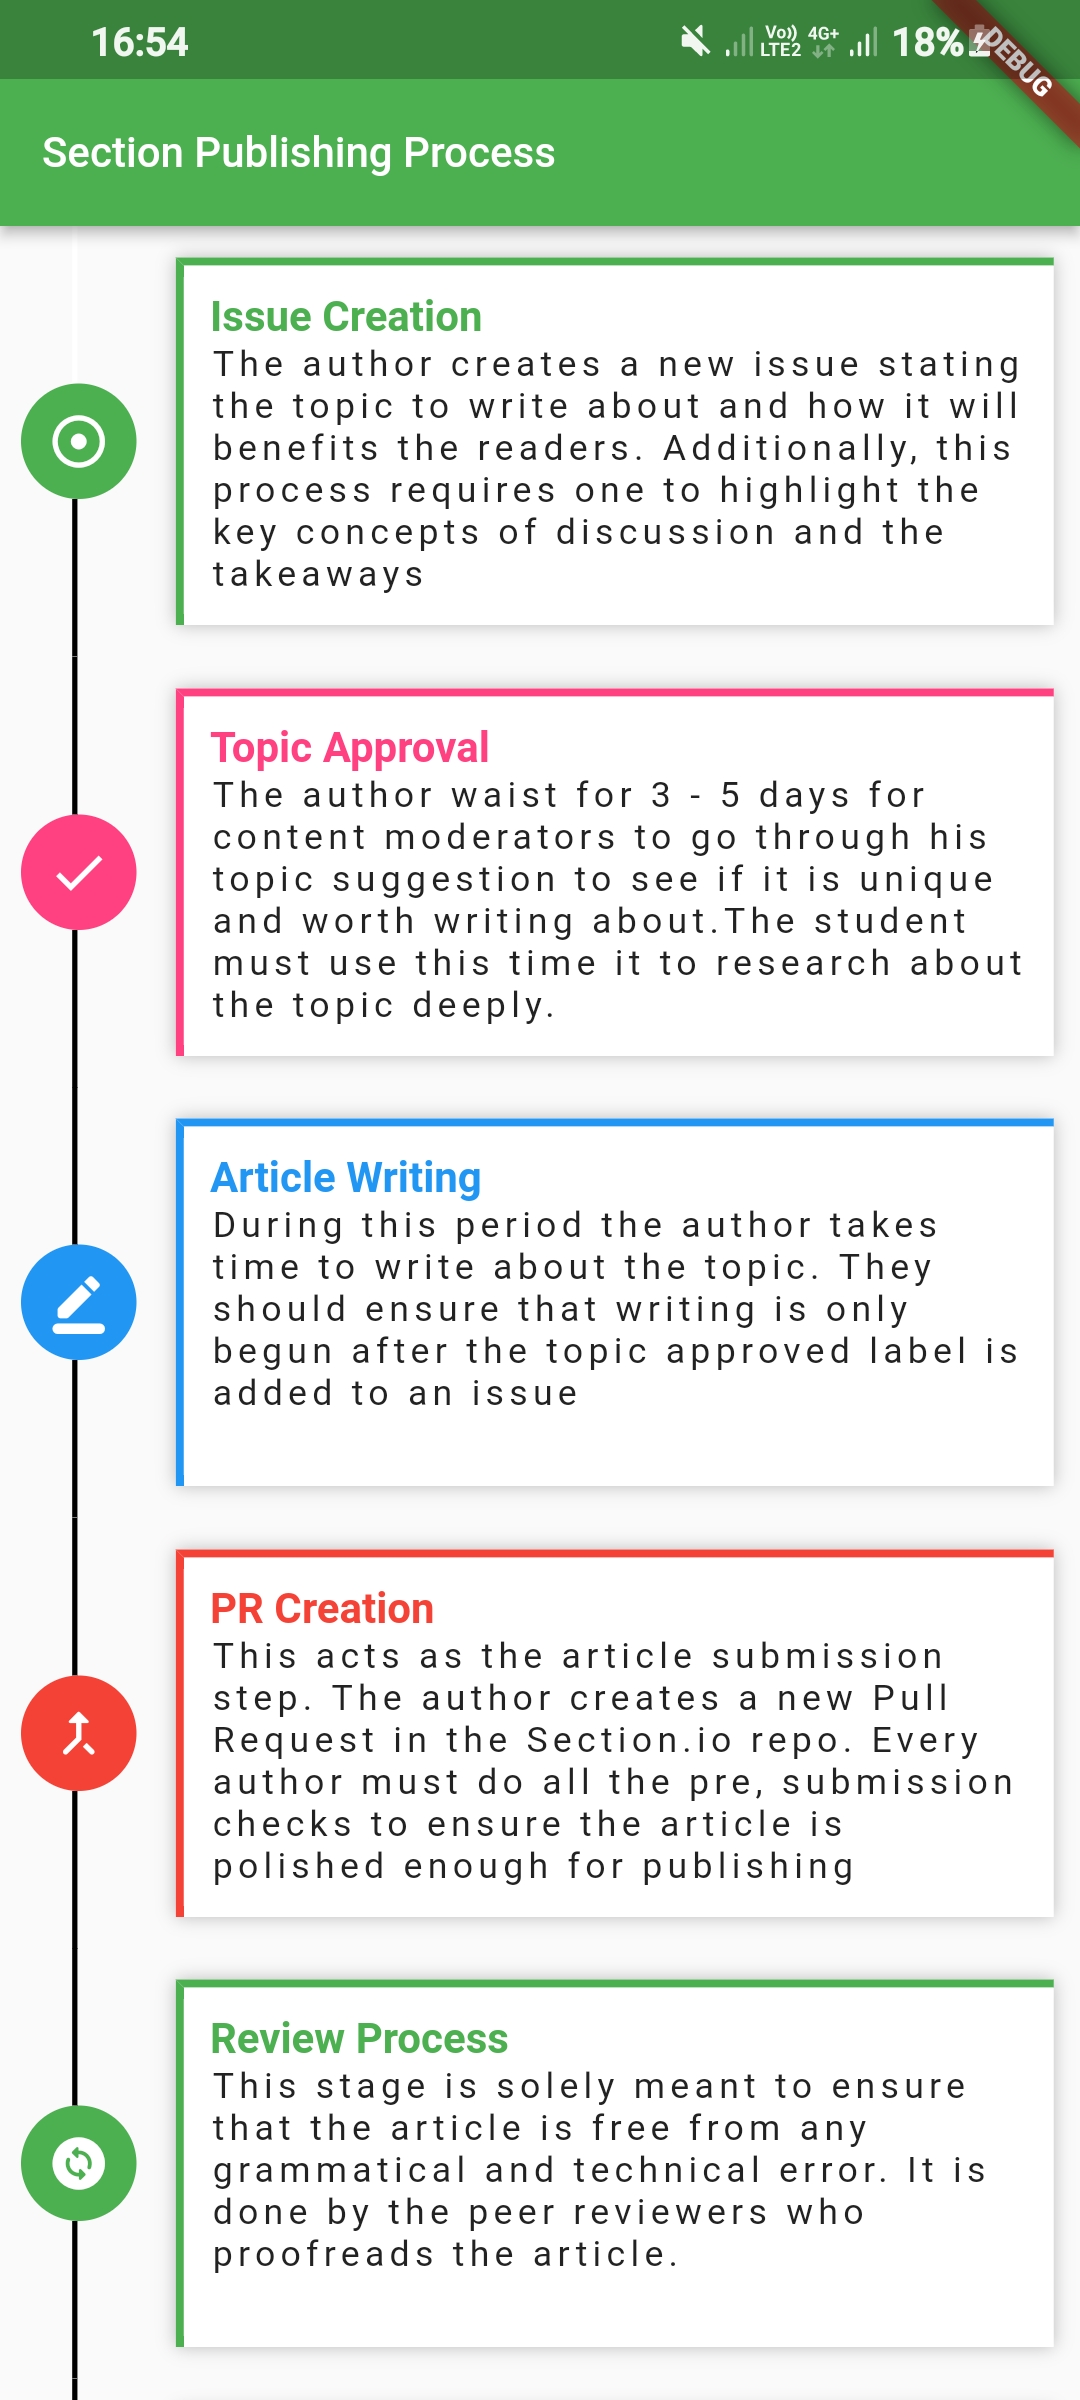 16:54
Vo)) 4G+
LTE2
18%
DEBUG
Section Publishing Process
Issue Creation
The author creates a new issue stating
the topic to write about and how it will
benefits the readers. Additionally, this
process requires one to highlight the
key concepts of discussion and the
takeaways
Topic Approval
The author waist for 3 - 5 days for
content moderators to go through his
topic suggestion to see if it is unique
and worth writing about.The student
must use this time it to research about
the topic deeply.
Article Writing
During this period the author takes
time to write about the topic. They
should ensure that writing is only
begun after the topic approved label is
added to an issue
PR Creation
This acts as the article submission
step. The author creates a new Pull
Request in the Section.io repo. Every
author must do all the pre, submission
checks to ensure the article is
polished enough for publishing
Review Process
This stage is solely meant to ensure
that the article is free from any
grammatical and technical error. It is
done by the peer reviewers who
proofreads the article.